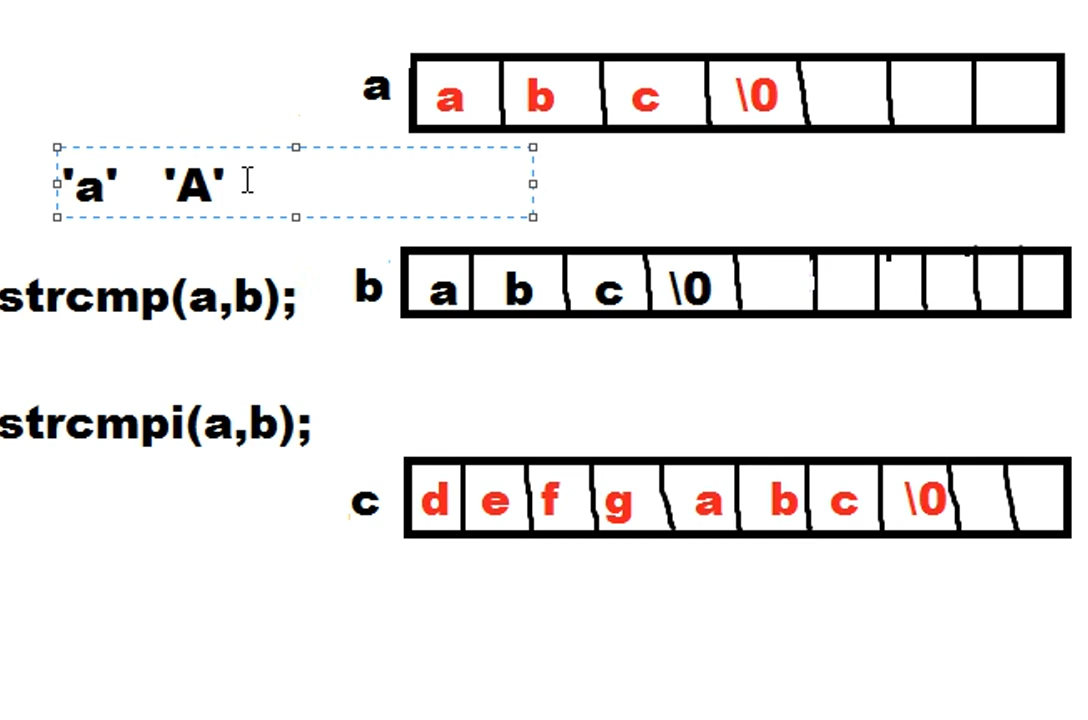 a a b c \0
'a' 'A'
strcmp(a,b); b a b c \0
strcmpi(a,b);
c d e f g a b c \0